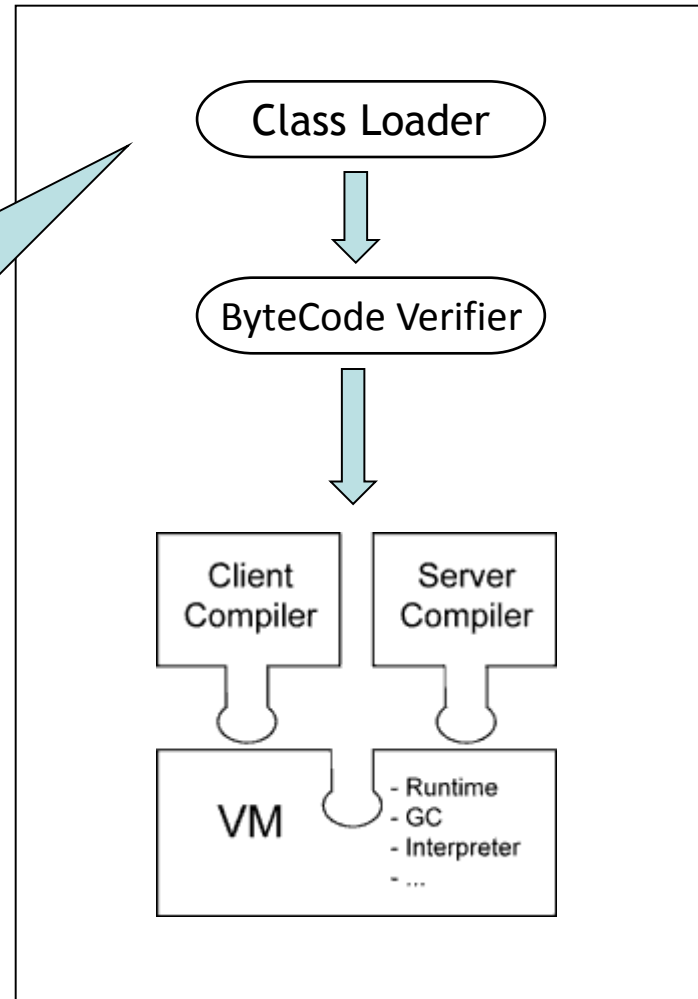 Class Loader
ByteCode Verifier
Client
Compiler
Server
Compiler
VM
- Runtime
- GC
- Interpreter
- ...